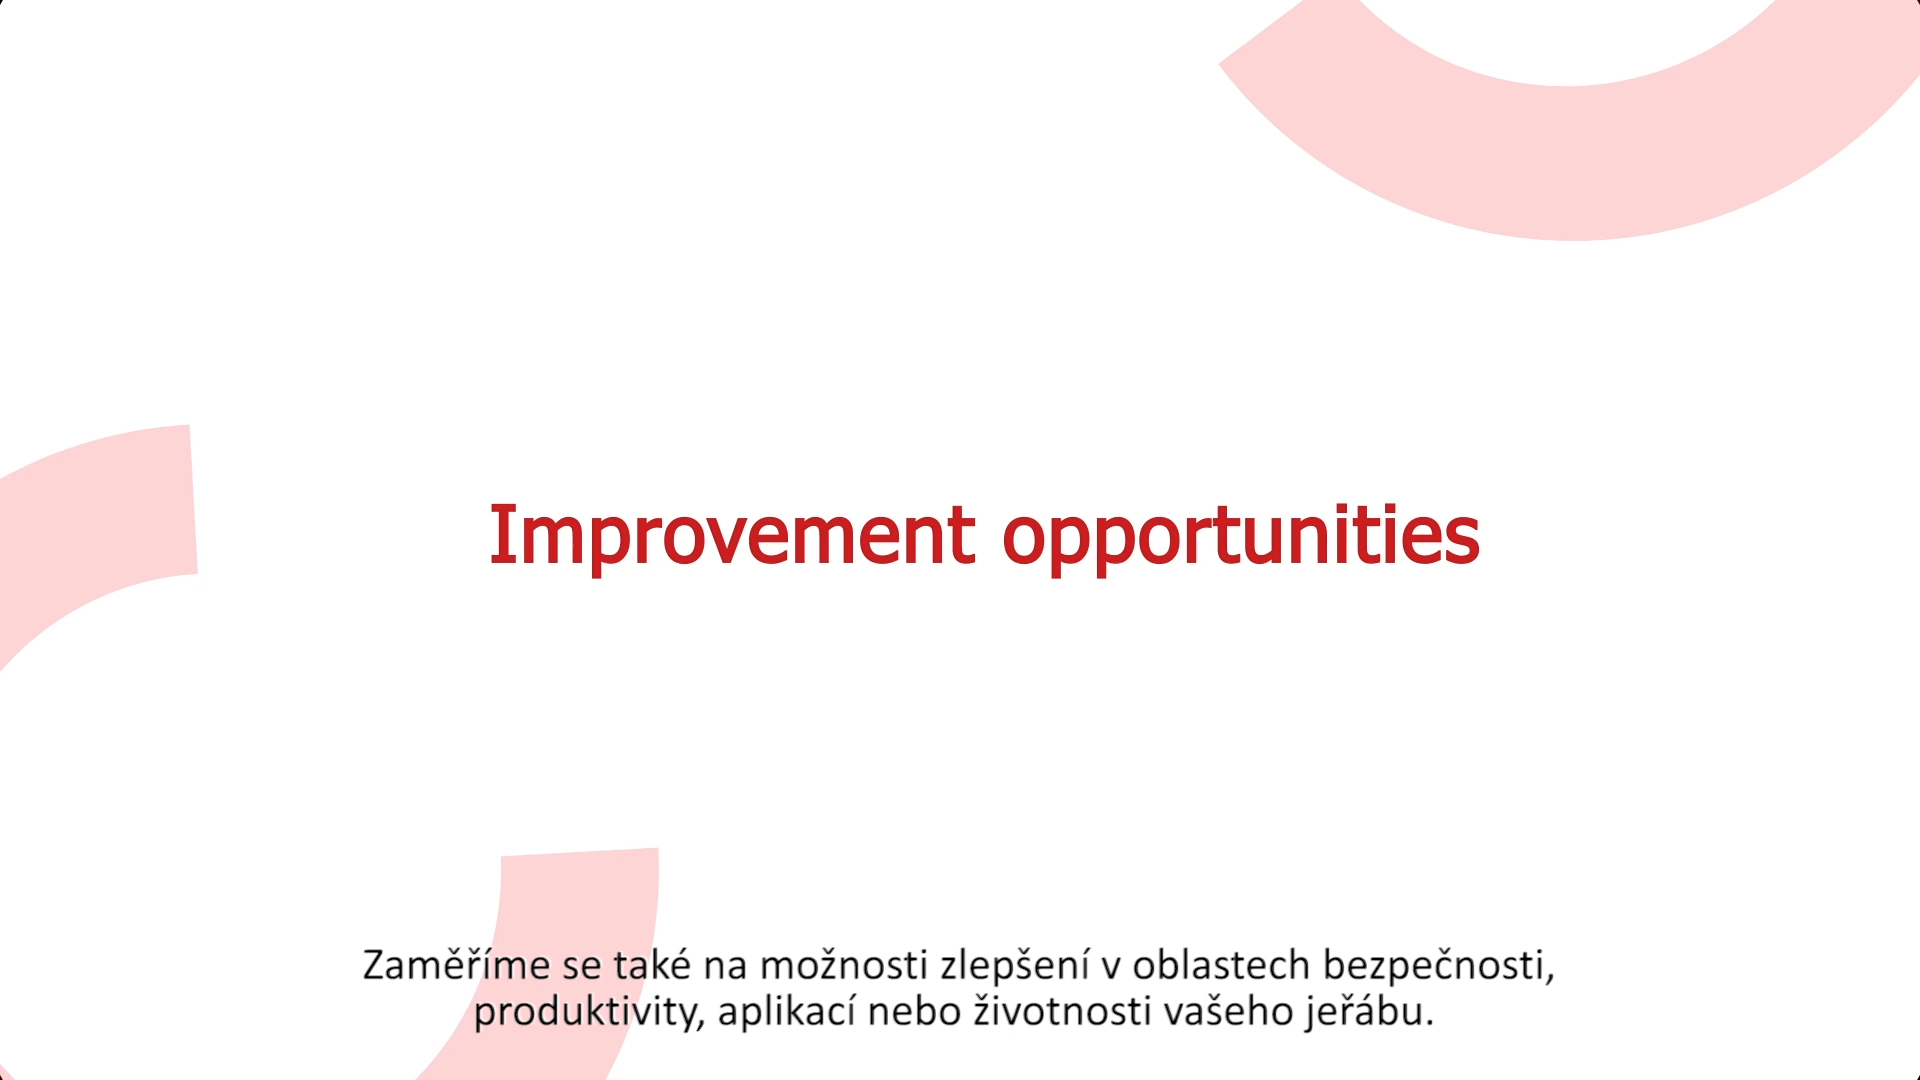 Improvement opportunities
Zaměříme se také na možnosti zlepšení v oblastech bezpečnosti,
produktivity, aplikací nebo životnosti vašeho jeřábu.